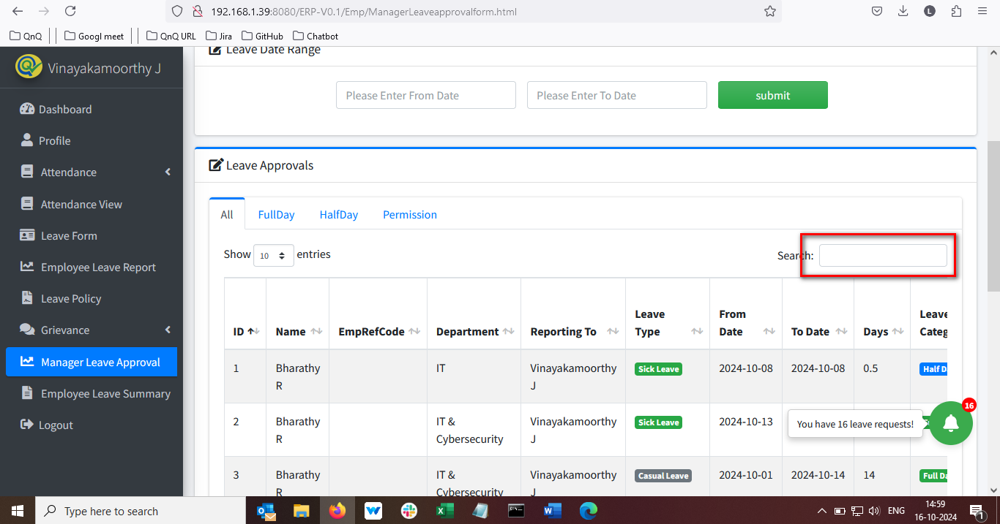 192.168.1.39:8080/ERP-V0.1/Emp/ManagerLeaveapprovalform.html
L
QnQ Googl meet QnQ URL Jira GitHub Chatbot
Vinayakamoorthy J
Dashboard
Profile
Attendance
Attendance View
Leave Form
Employee Leave Report
Leave Policy
Grievance
Manager Leave Approval
Employee Leave Summary
Logout
Leave Date Range
Please Enter From Date Please Enter To Date submit
Leave Approvals
All FullDay HalfDay Permission
Show 10 entries Search:
ID Name EmpRefCode Department Reporting To Leave Type From Date To Date Days Leave Categ
1 Bharathy R IT Vinayakamoorthy J Sick Leave 2024-10-08 2024-10-08 0.5 Half D
2 Bharathy R IT & Cybersecurity Vinayakamoorthy J Sick Leave 2024-10-13
3 Bharathy R IT & Cybersecurity Vinayakamoorthy J Casual Leave 2024-10-01 2024-10-14 14 Full Da
You have 16 leave requests!
16
Type here to search
ENG
14:59
16-10-2024
1